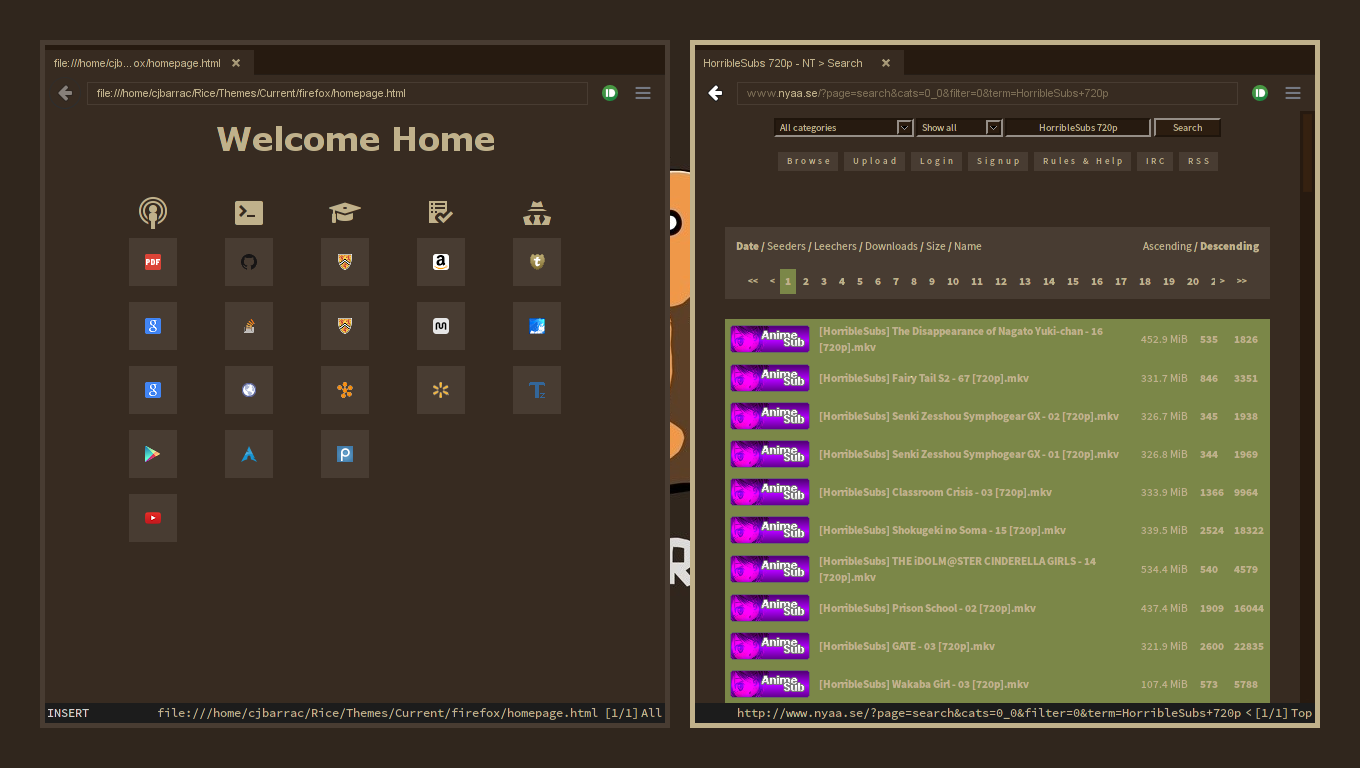 file:///home/cjb... ox/homepage.html
file:///home/cjbarrac/Rice/Themes/Current/firefox/homepage.html
Welcome Home
PDF
INSERT
file:///home/cjbarrac/Rice/Themes/Current/firefox/homepage.html [1/1] All
R
HorribleSubs 720p - NT > Search
www.nyaa.se/?page=search&cats=0_0&filter=0&term=HorribleSubs+720p
All categories Show all HorribleSubs 720p Search
Browse Upload Login Signup Rules & Help IRC RSS
Date / Seeders / Leechers / Downloads / Size / Name Ascending / Descending
<< < 1 2 3 4 5 6 7 8 9 10 11 12 13 14 15 16 17 18 19 20 > >>
Anime Sub [HorribleSubs] The Disappearance of Nagato Yuki-chan - 16 [720p].mkv 452.9 MiB 535 1826
Anime Sub [HorribleSubs] Fairy Tail S2 - 67 [720p].mkv 331.7 MiB 846 3351
Anime Sub [HorribleSubs] Senki Zesshou Symphogear GX - 02 [720p].mkv 326.7 MiB 345 1938
Anime Sub [HorribleSubs] Senki Zesshou Symphogear GX - 01 [720p].mkv 326.8 MiB 344 1969
Anime Sub [HorribleSubs] Classroom Crisis - 03 [720p].mkv 333.9 MiB 1366 9964
Anime Sub [HorribleSubs] Shokugeki no Soma - 15 [720p].mkv 339.5 MiB 2524 18322
Anime Sub [HorribleSubs] THE iDOLM@STER CINDERELLA GIRLS - 14 [720p].mkv 534.4 MiB 540 4579
Anime Sub [HorribleSubs] Prison School - 02 [720p].mkv 437.4 MiB 1909 16044
Anime Sub [HorribleSubs] GATE - 03 [720p].mkv 321.9 MiB 2600 22835
Anime Sub [HorribleSubs] Wakaba Girl - 03 [720p].mkv 107.4 MiB 573 5788
http://www.nyaa.se/?page=search&cats=0_0&filter=0&term=HorribleSubs+720p < [1/1] Top